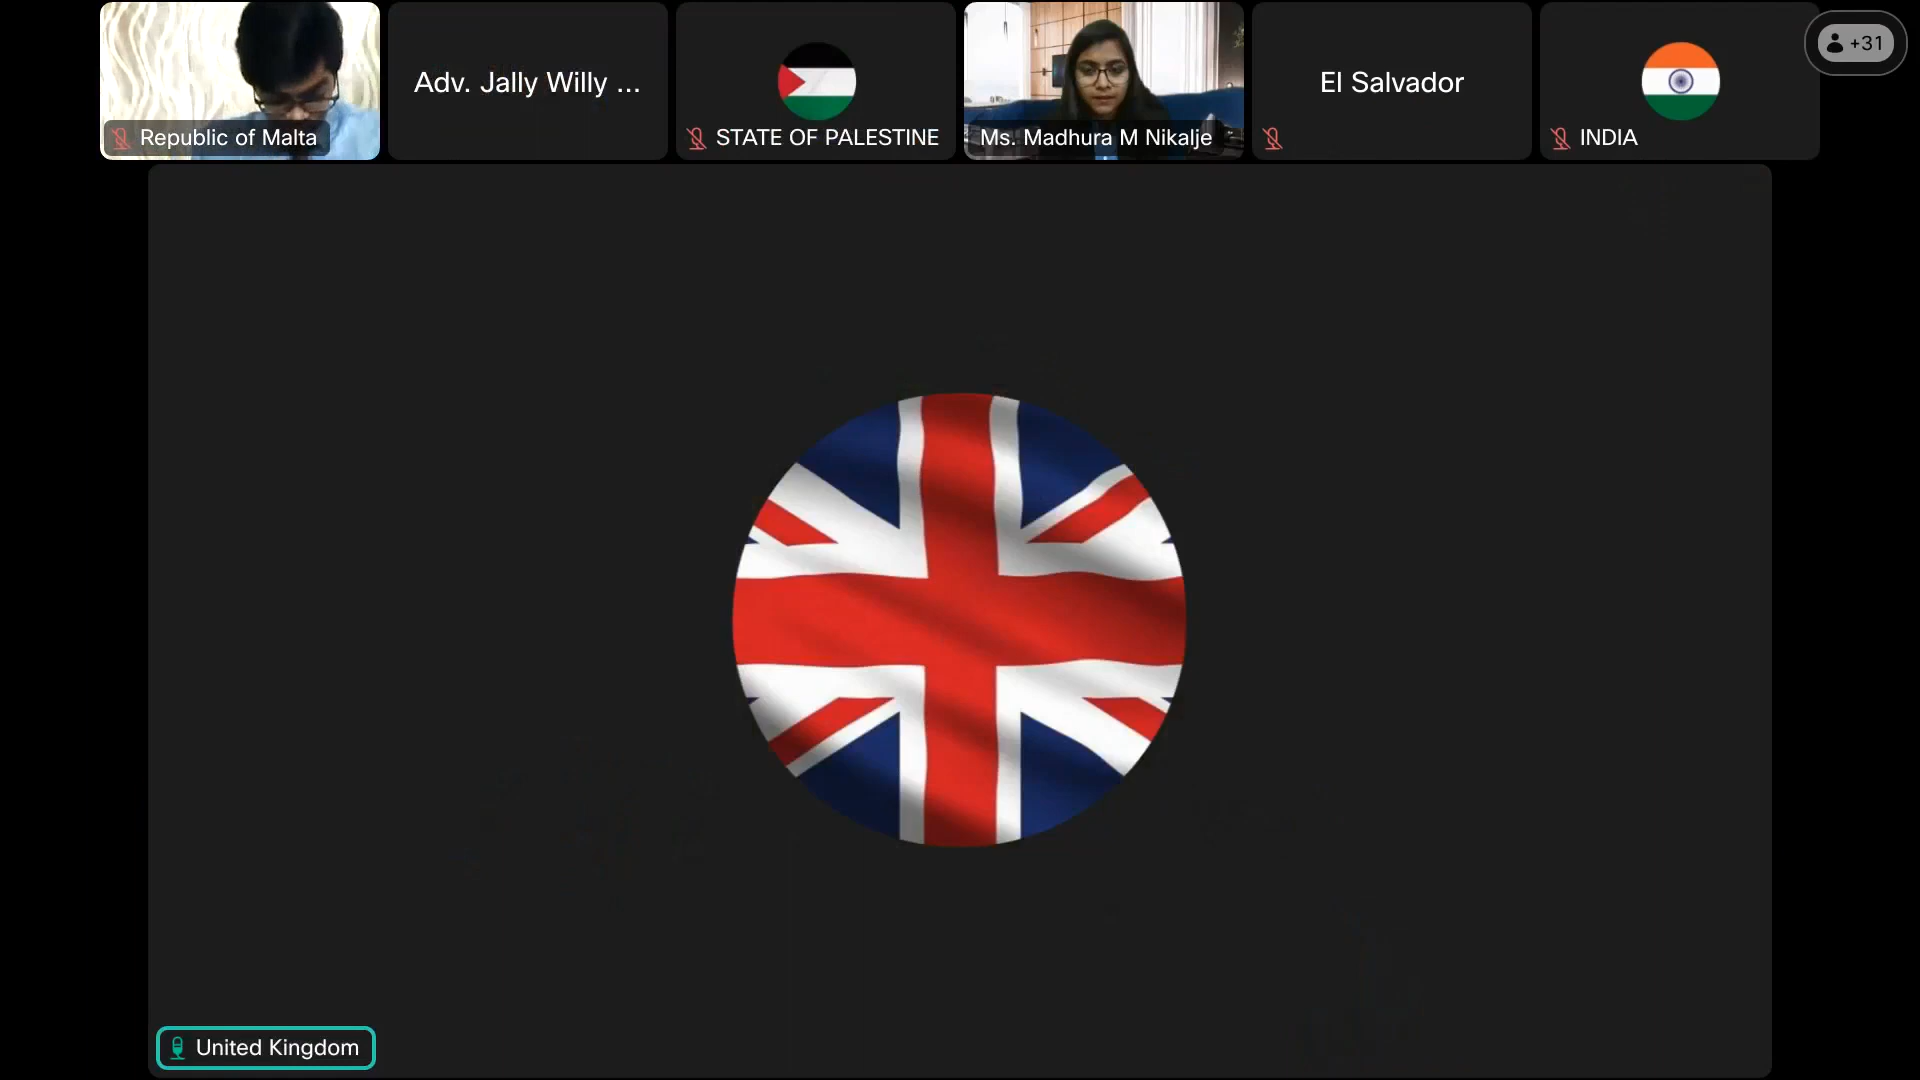 Republic of Malta
Adv. Jally Willy ...
STATE OF PALESTINE
Ms. Madhura M Nikalje
El Salvador
INDIA
+31
United Kingdom